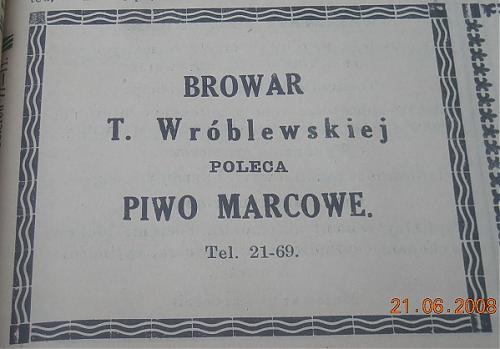 BROWAR
T. Wróblewskiej
POLECA
PIWO MARCOWE.
Tel. 21-69.
21.06.2008